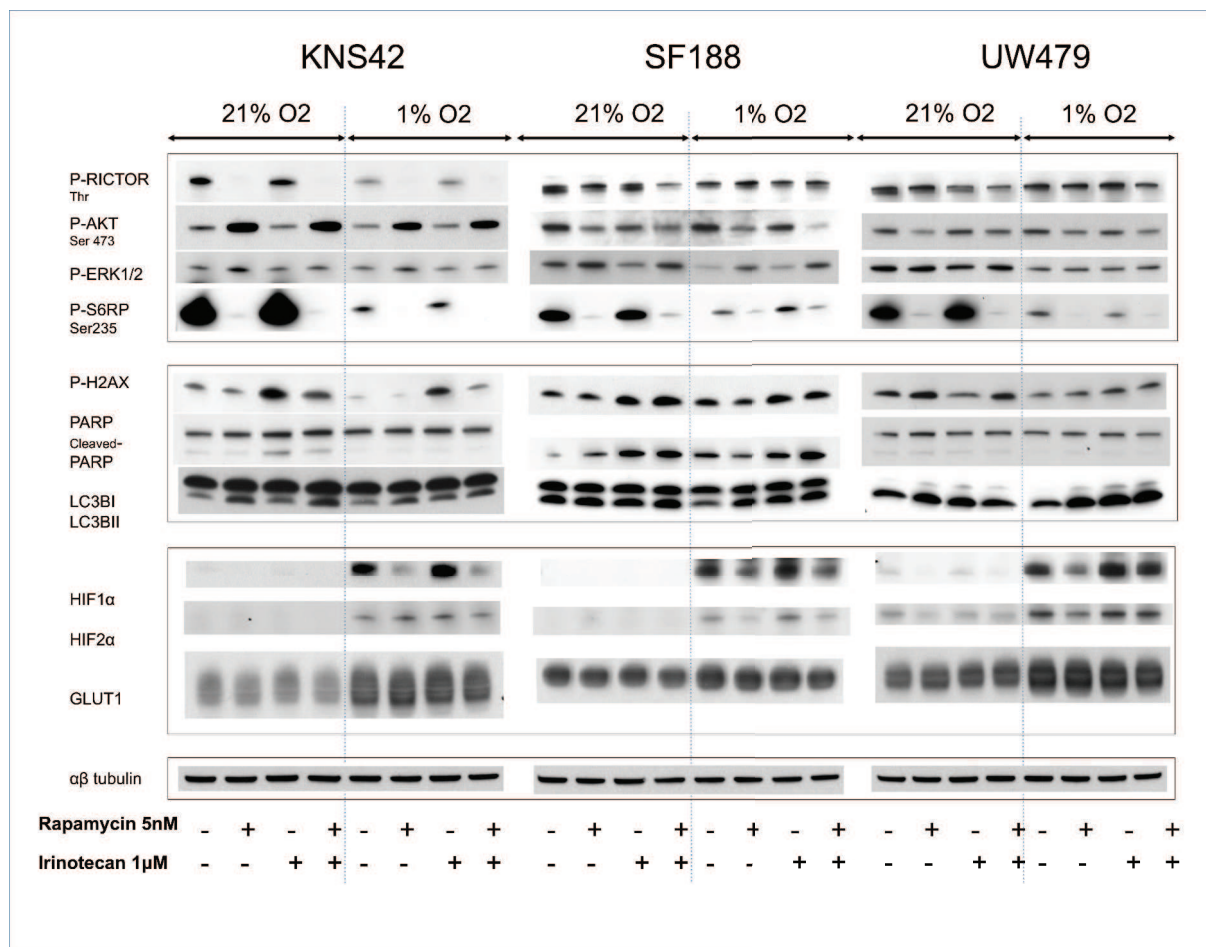 KNS42 SF188 UW479
21% O2 1% O2 21% O2 1% O2 21% O2 1% O2
P-RICTOR
Thr
P-AKT
Ser 473
P-ERK1/2
P-S6RP
Ser235
P-H2AX
PARP
Cleaved-
PARP
LC3BI
LC3BII
HIF1α
HIF2α
GLUT1
αβ tubulin
Rapamycin 5nM - + - + - + - + - + - + - + - + - + - + - + - +
Irinotecan 1µM - - + + - - + + - - + + - - + + - - + + - - + +